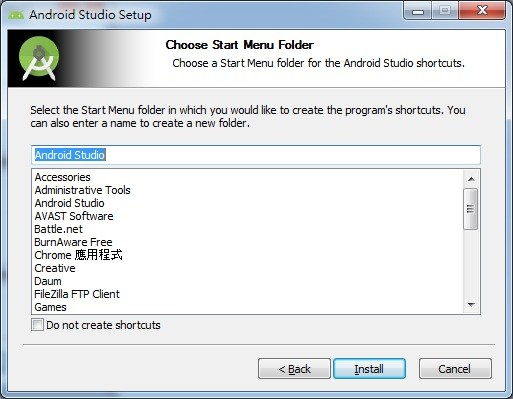 Android Studio Setup
Choose Start Menu Folder
Choose a Start Menu folder for the Android Studio shortcuts.
Select the Start Menu folder in which you would like to create the program's shortcuts. You
can also enter a name to create a new folder.
Android Studio
Accessories
Administrative Tools
Android Studio
AVAST Software
Battle.net
BurnAware Free
Chrome 應用程式
Creative
Daum
FileZilla FTP Client
Games
Do not create shortcuts
< Back
Install
Cancel